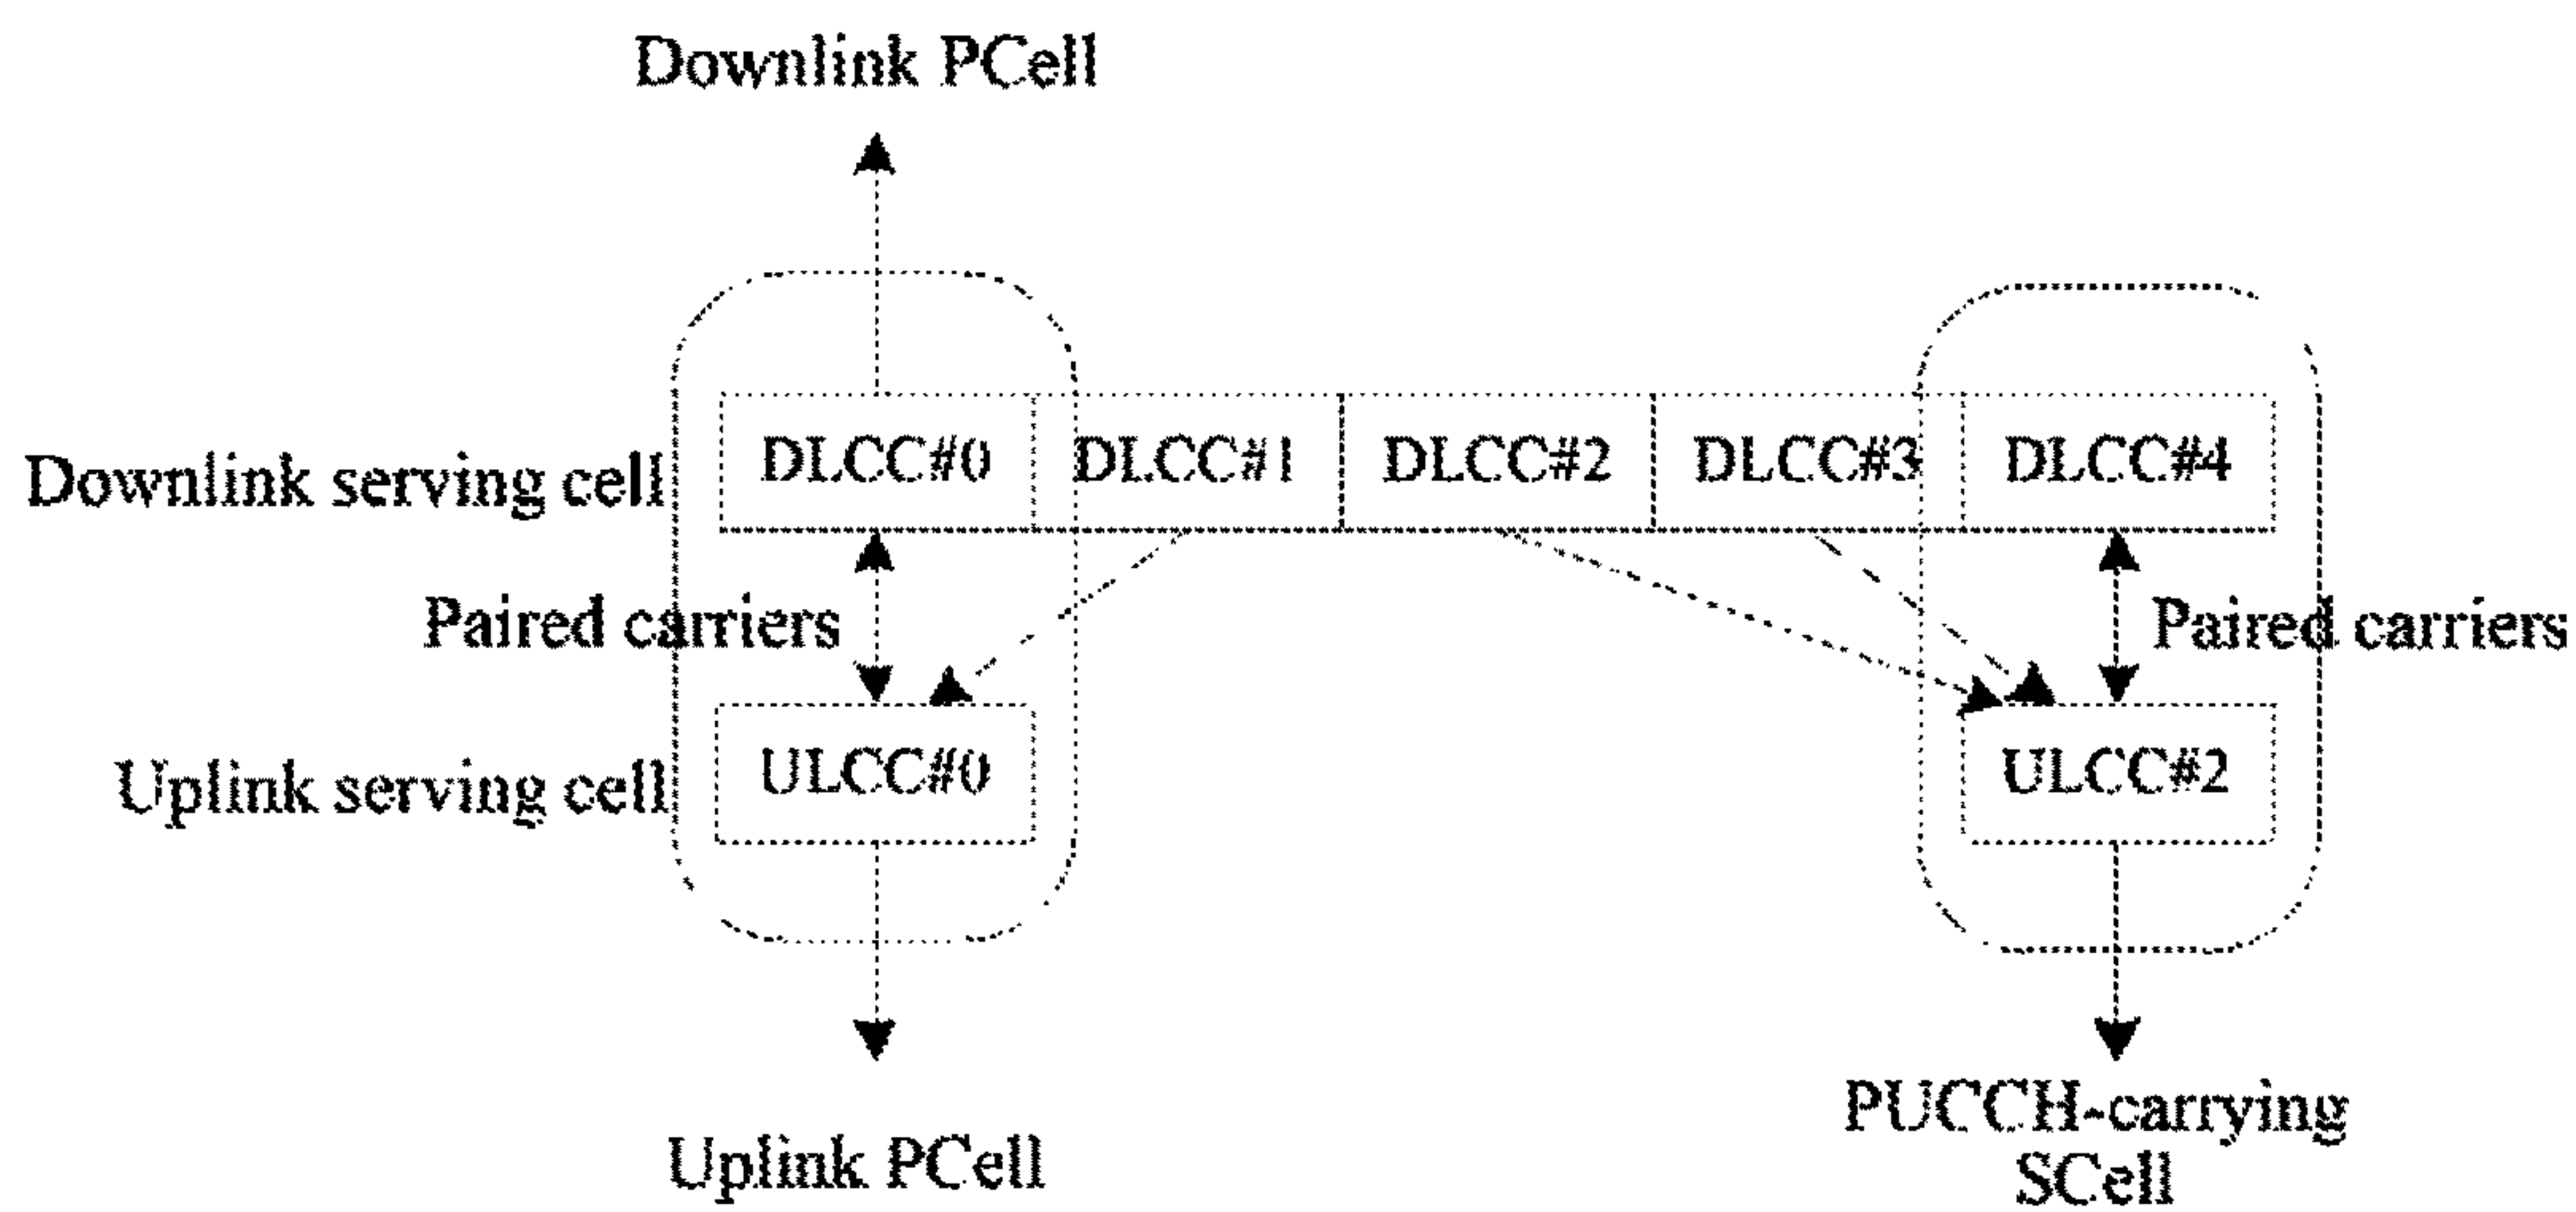 Downlink PCell
Downlink serving cell
DLCC#0
DLCC#1
DLCC#2
DLCC#3
DLCC#4
Paired carriers
Paired carriers
Uplink serving cell
ULCC#0
ULCC#2
Uplink PCell
PUCCH-carrying
SCell